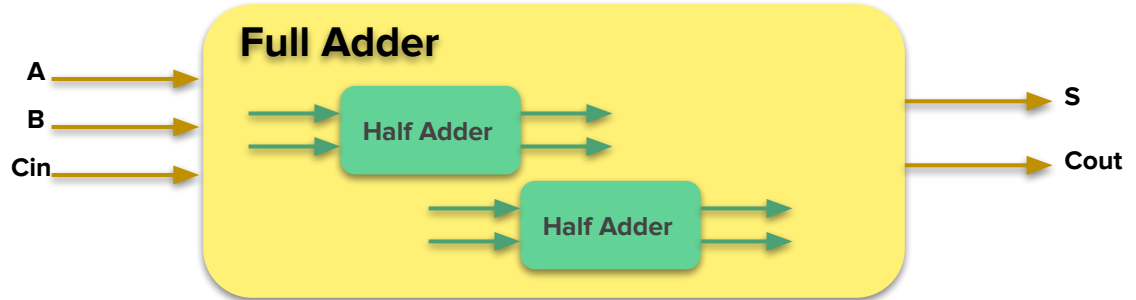 Full Adder
A
B
Cin
Half Adder
Half Adder
S
Cout